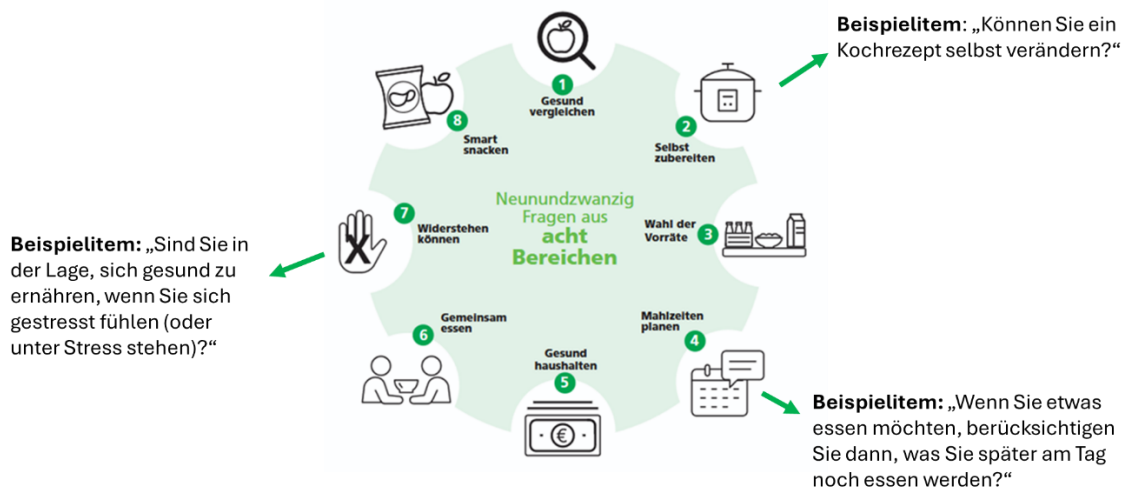 Beispielitem: „Können Sie ein
Kochrezept selbst verändern?“
1
Gesund
vergleichen
2
Selbst
zubereiten
8
Smart
snacken
Neunundzwanzig
Fragen aus
acht
Bereichen
3
Wahl der
Vorräte
7
Widerstehen
können
X
Beispielitem: „Sind Sie in
der Lage, sich gesund zu
ernähren, wenn Sie sich
gestresst fühlen (oder
unter Stress stehen)?“
Mahlzeiten
planen
4
Gemeinsam
essen
6
Gesund
haushalten
5
€
Beispielitem: „Wenn Sie etwas
essen möchten, berücksichtigen
Sie dann, was Sie später am Tag
noch essen werden?“